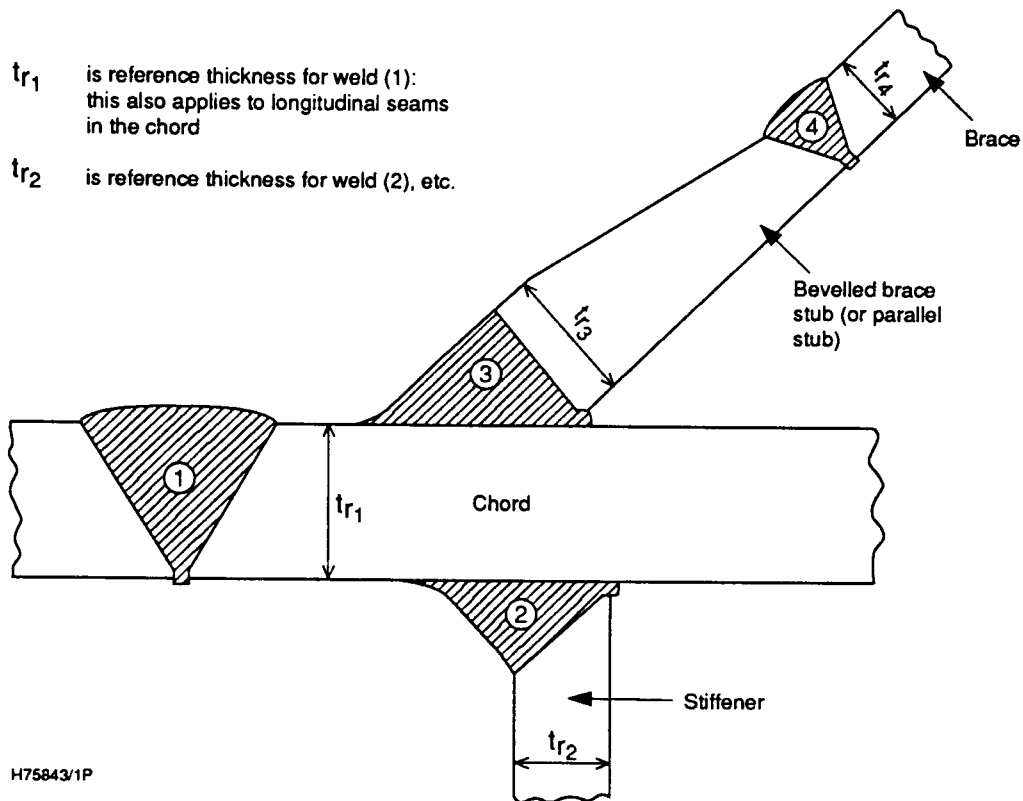 tr1 is reference thickness for weld (1):
this also applies to longitudinal seams
in the chord
tr2 is reference thickness for weld (2), etc.
tr4
4
Brace
Bevelled brace
stub (or parallel
stub)
tr3
3
1
tr1
Chord
2
Stiffener
tr2
H75843/1P